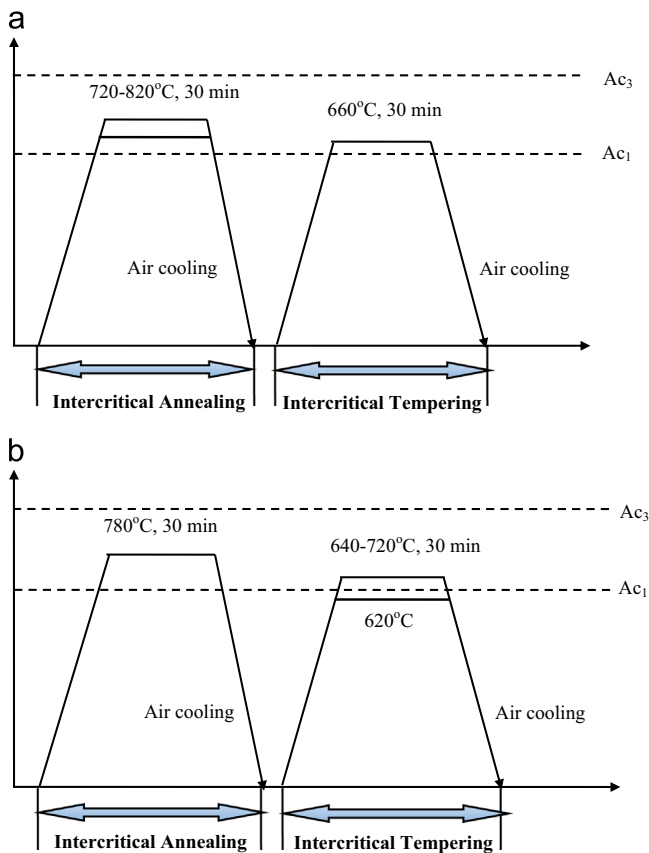 a
Ac₃
720-820°C, 30 min
660°C, 30 min
Ac₁
Air cooling
Air cooling
Intercritical Annealing
Intercritical Tempering
b
Ac₃
780°C, 30 min
640-720°C, 30 min
Ac₁
620°C
Air cooling
Air cooling
Intercritical Annealing
Intercritical Tempering